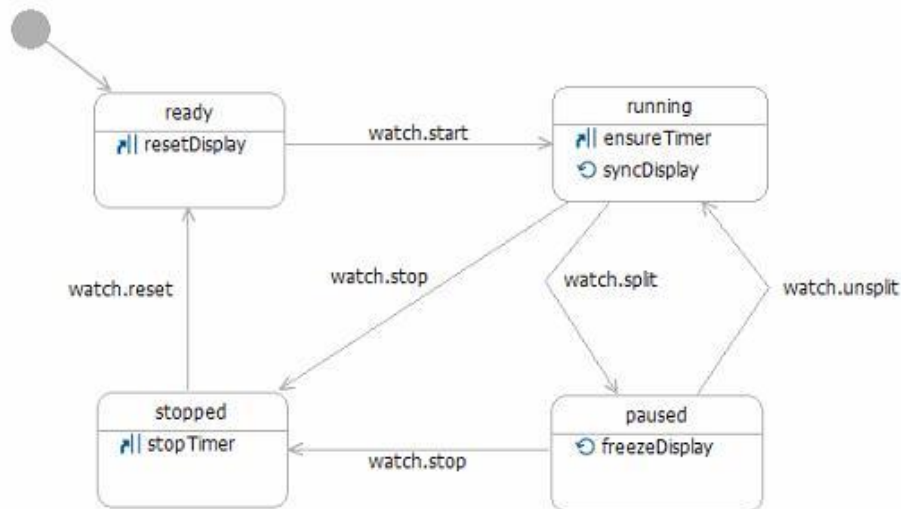 ready
resetDisplay
watch.start
running
ensureTimer
syncDisplay
watch.reset
watch.stop
watch.split
watch.unsplit
stopped
stopTimer
watch.stop
paused
freezeDisplay